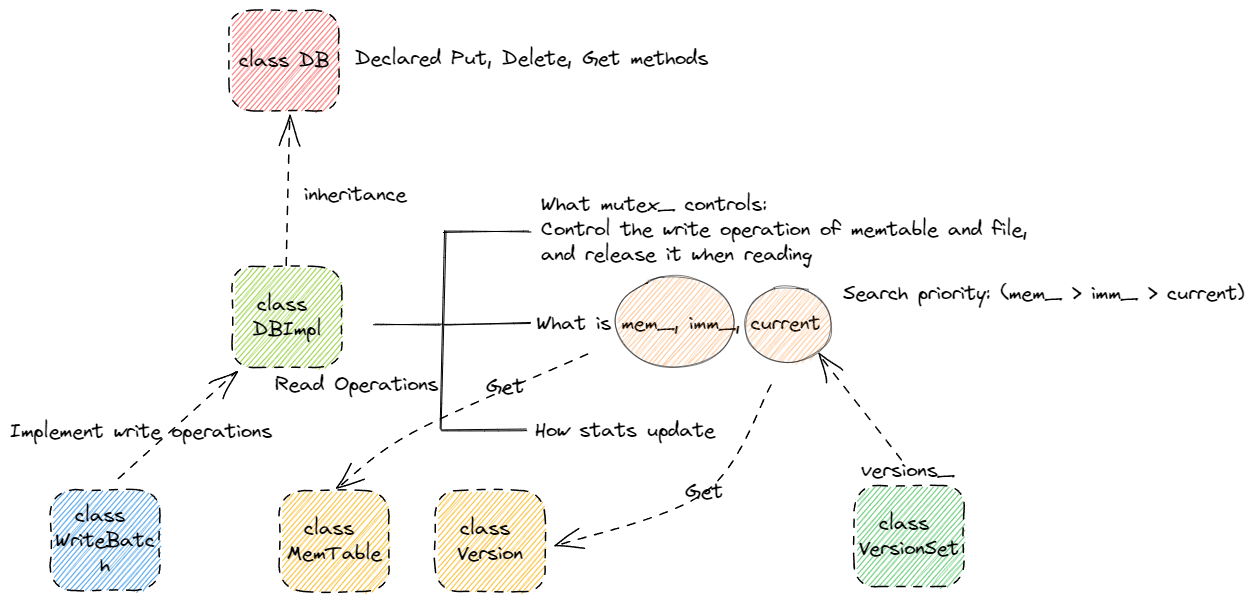 class DB
Declared Put, Delete, Get methods
inheritance
What mutex_ controls:
Control the write operation of memtable and file,
and release it when reading
class
DBImpl
Search priority: (mem_ > imm_ > current)
What is mem_, imm_, current
Read Operations
Get
Implement write operations
How stats update
versions_
Get
class
WriteBatc
h
class
MemTable
class
Version
class
VersionSet